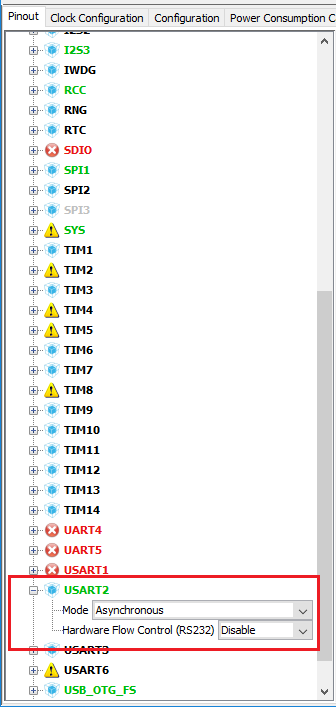 Pinout Clock Configuration Configuration Power Consumption C
I2S2
I2S3
IWDG
RCC
RNG
RTC
SDIO
SPI1
SPI2
SPI3
SYS
TIM1
TIM2
TIM3
TIM4
TIM5
TIM6
TIM7
TIM8
TIM9
TIM10
TIM11
TIM12
TIM13
TIM14
UART4
UART5
USART1
USART2
Mode Asynchronous
Hardware Flow Control (RS232) Disable
USART3
USART6
USB_OTG_FS